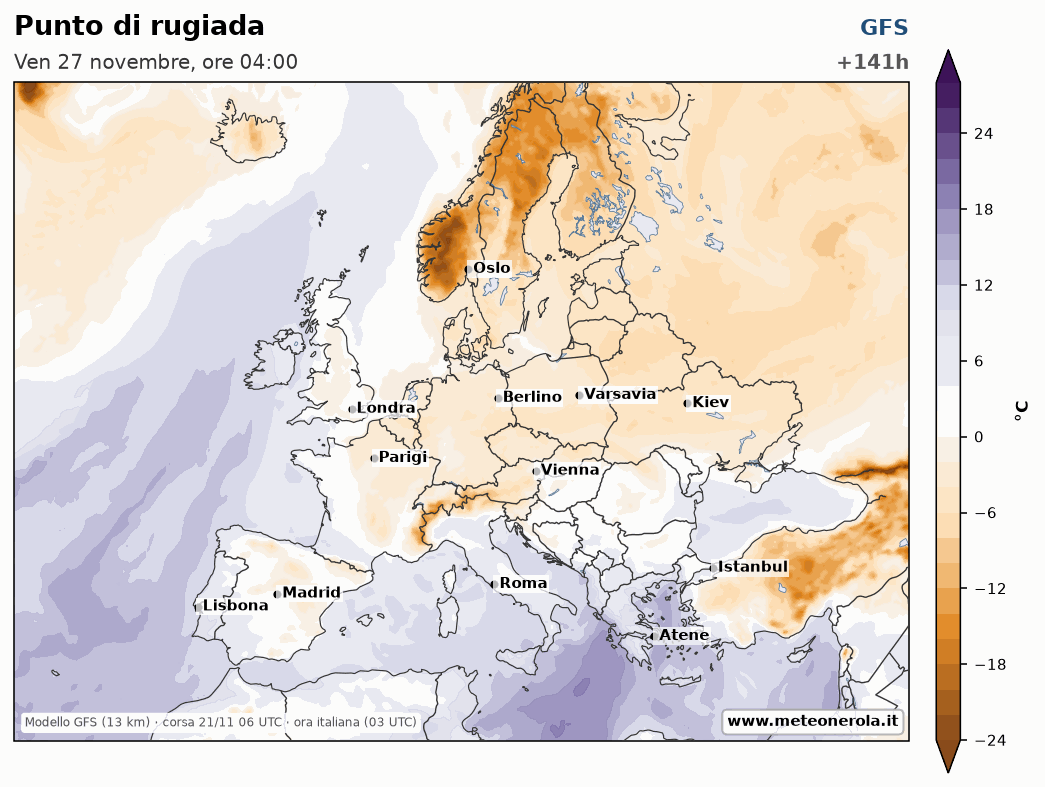 Punto di rugiada
GFS
Ven 27 novembre, ore 04:00
+141h
24
18
12
6
0
−6
−12
−18
−24
°C
Oslo
Berlino
Varsavia
Kiev
Londra
Parigi
Vienna
Istanbul
Roma
Madrid
Lisbona
Atene
Modello GFS (13 km) · corsa 21/11 06 UTC · ora italiana (03 UTC)
www.meteonerola.it